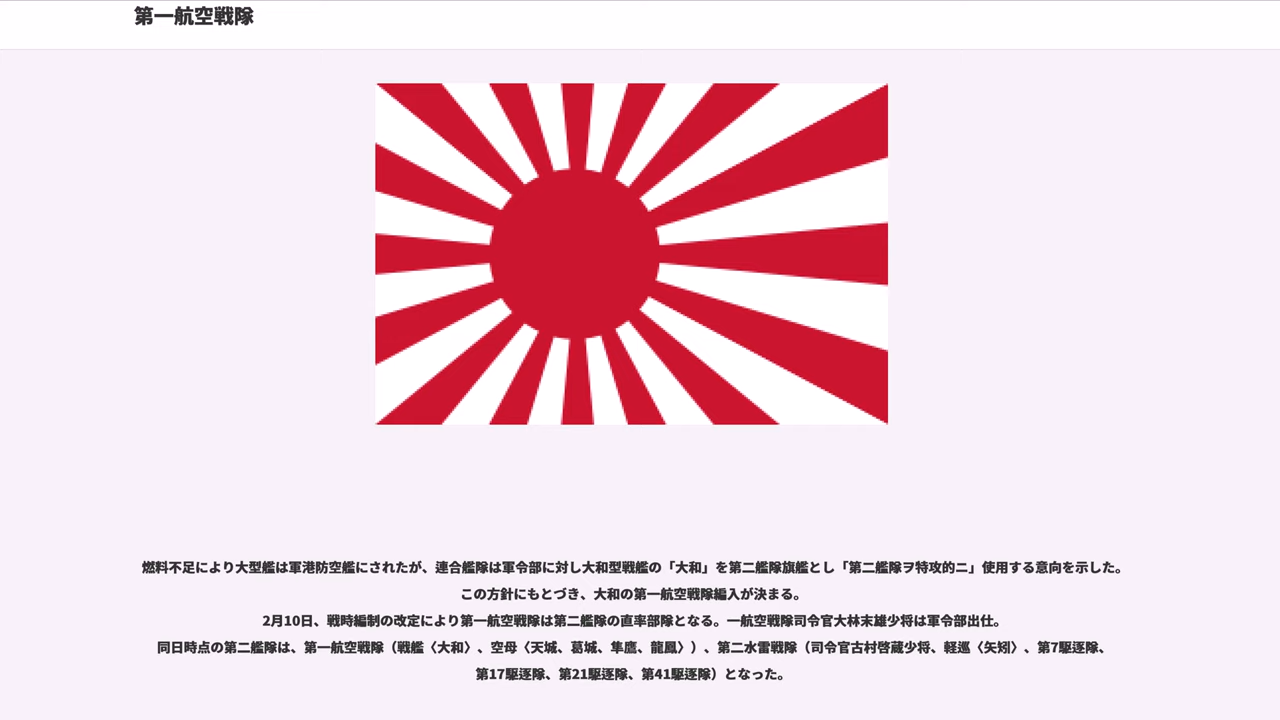 第一航空戦隊
燃料不足により大型艦は軍港防空艦にされたが、連合艦隊は軍令部に対し大和型戦艦の「大和」を第二艦隊旗艦とし「第二艦隊ヲ特攻的ニ」使用する意向を示した。
この方針にもとづき、大和の第一航空戦隊編入が決まる。
2月10日、戦時編制の改定により第一航空戦隊は第二艦隊の直率部隊となる。一航空戦隊司令官大林末雄少将は軍令部出仕。
同日時点の第二艦隊は、第一航空戦隊（戦艦〈大和〉、空母〈天城、葛城、隼鷹、龍鳳〉）、第二水雷戦隊（司令官古村啓蔵少将、軽巡〈矢矧〉、第7駆逐隊、
第17駆逐隊、第21駆逐隊、第41駆逐隊）となった。